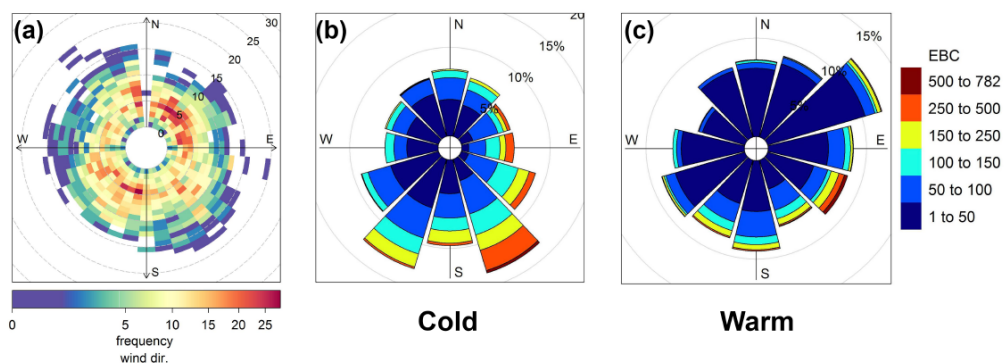 (a)
N
30
25
20
15
10
5
0
W
E
S
0
5
10
15
20
25
frequency
wind dir.
(b)
N
20
15%
10%
5%
W
E
S
Cold
(c)
N
15%
10%
W
E
S
Warm
EBC
500 to 782
250 to 500
150 to 250
100 to 150
50 to 100
1 to 50